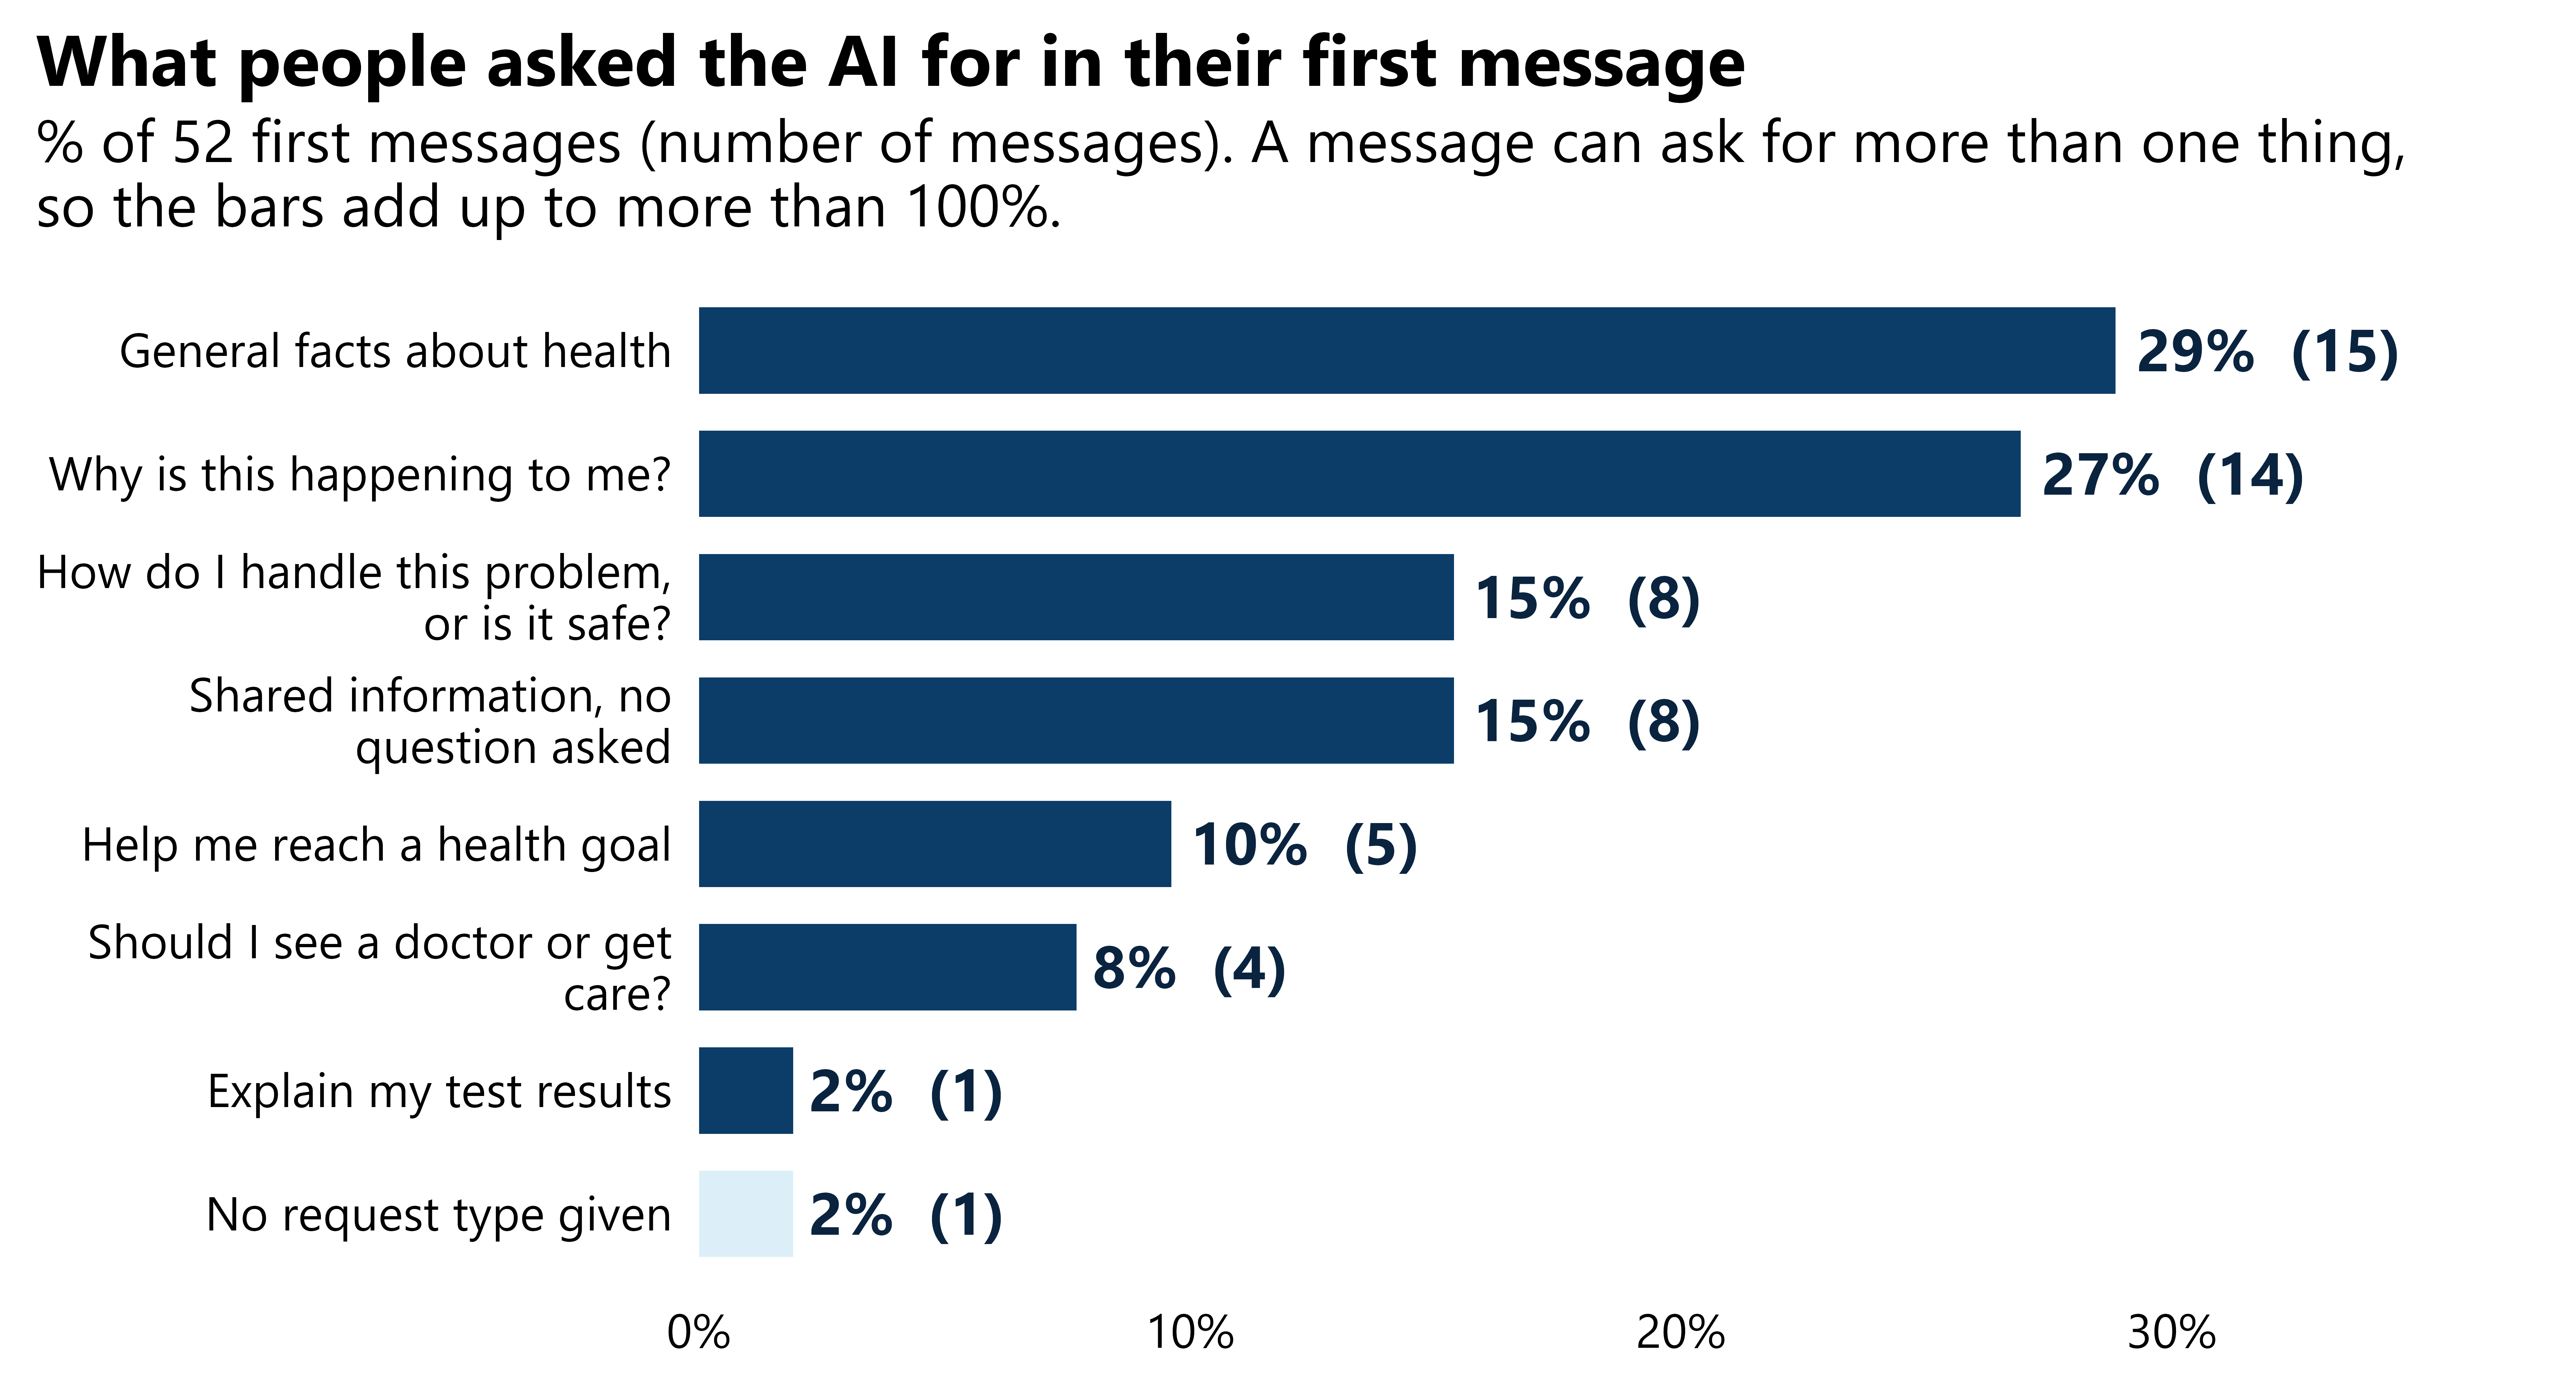 What people asked the AI for in their first message
% of 52 first messages (number of messages). A message can ask for more than one thing,
so the bars add up to more than 100%.
General facts about health
29% (15)
Why is this happening to me?
27% (14)
How do I handle this problem,
or is it safe?
15% (8)
Shared information, no
question asked
15% (8)
Help me reach a health goal
10% (5)
Should I see a doctor or get
care?
8% (4)
Explain my test results
2% (1)
No request type given
2% (1)
0% 10% 20% 30%